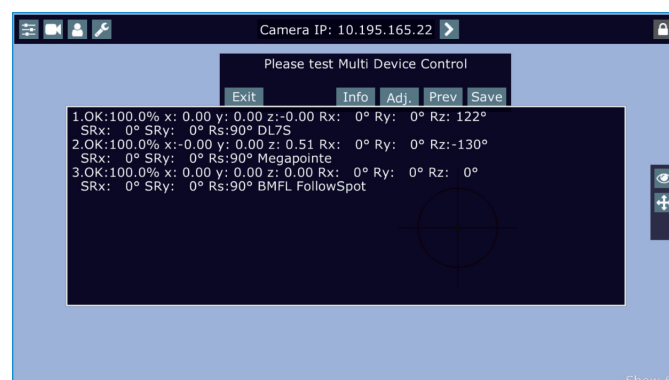 Camera IP: 10.195.165.22
Please test Multi Device Control
Exit Info Adj. Prev Save
1.OK:100.0% x: 0.00 y: 0.00 z:-0.00 Rx: 0° Ry: 0° Rz: 122°
SRx: 0° SRy: 0° Rs:90° DL7S
2.OK:100.0% x:-0.00 y: 0.00 z: 0.51 Rx: 0° Ry: 0° Rz:-130°
SRx: 0° SRy: 0° Rs:90° Megapointe
3.OK:100.0% x: 0.00 y: 0.00 z: 0.00 Rx: 0° Ry: 0° Rz: 0°
SRx: 0° SRy: 0° Rs:90° BMFL FollowSpot